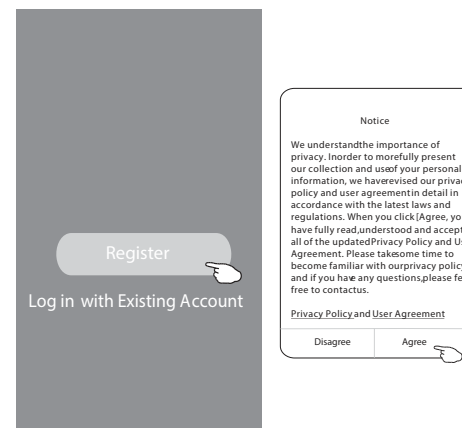 Register
Log in with Existing Account
Notice
We understandthe importance of
privacy. Inorder to morefully present
our collection and useof your personal
information, we haverevised our priva
policy and user agreementin detail in
accordance with the latest laws and
regulations. When you click [Agree, yo
have fully read,understood and accept
all of the updatedPrivacy Policy and U
Agreement. Please takesome time to
become familiar with ourprivacy policy
and if you have any questions,please fe
free to contactus.
Privacy Policy and User Agreement
Disagree
Agree